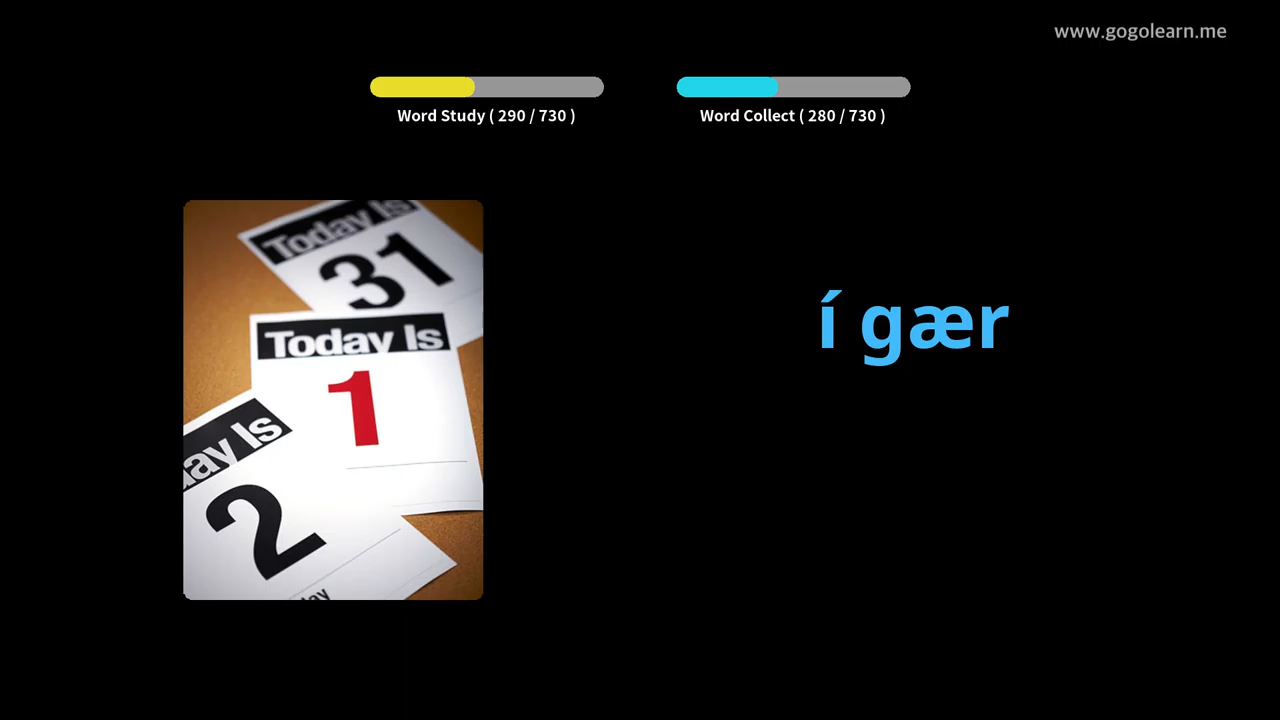 www.gogolearn.me
Word Study ( 290 / 730 )
Word Collect ( 280 / 730 )
Today Is
31
Today Is
1
ay Is
2
ay
í gær